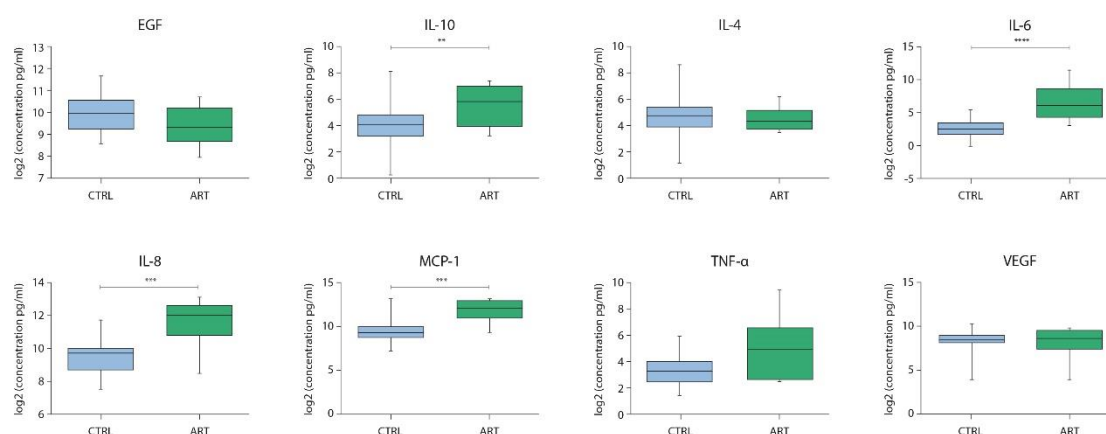 EGF
log2 (concentration pg/ml)
13
12
11
10
9
8
7
CTRL
ART
IL-10
**
log2 (concentration pg/ml)
10
8
6
4
2
0
CTRL
ART
IL-4
log2 (concentration pg/ml)
10
8
6
4
2
0
CTRL
ART
IL-6
****
log2 (concentration pg/ml)
15
10
5
0
-5
CTRL
ART
IL-8
***
log2 (concentration pg/ml)
14
12
10
8
6
CTRL
ART
MCP-1
***
log2 (concentration pg/ml)
15
10
5
0
CTRL
ART
TNF-α
log2 (concentration pg/ml)
10
8
6
4
2
0
CTRL
ART
VEGF
log2 (concentration pg/ml)
15
10
5
0
CTRL
ART